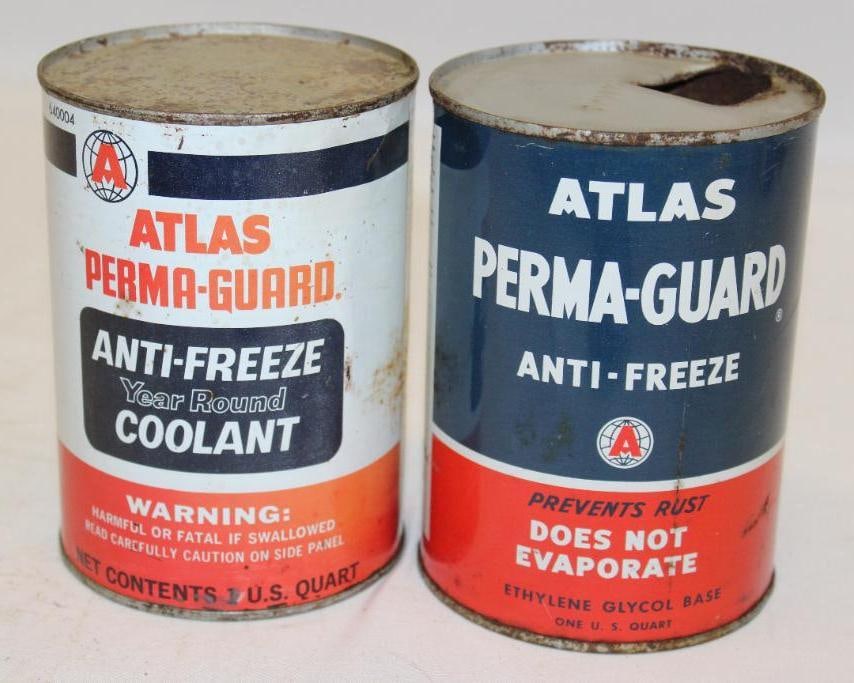 A
ATLAS
PERMA-GUARD.
ANTI-FREEZE
Year Round
COOLANT
WARNING:
HARMFUL OR FATAL IF SWALLOWED
READ CAREFULLY CAUTION ON SIDE PANEL
NET CONTENTS 1 U.S. QUART
ATLAS
PERMA-GUARD®
ANTI-FREEZE
A
PREVENTS RUST
DOES NOT
EVAPORATE
ETHYLENE GLYCOL BASE
ONE U. S. QUART